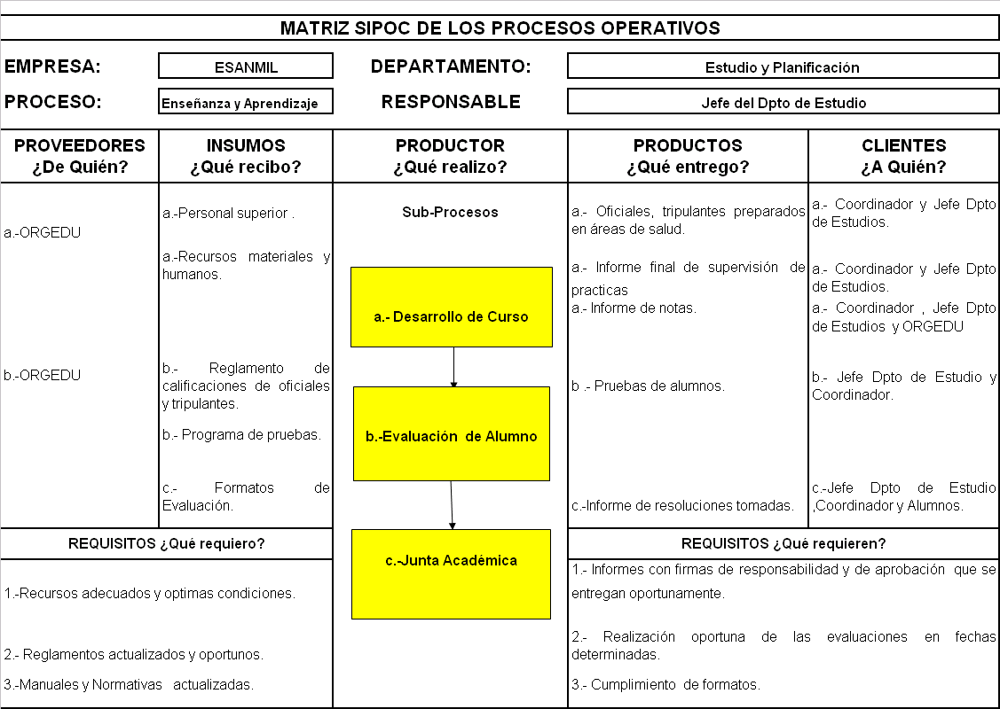 MATRIZ SIPOC DE LOS PROCESOS OPERATIVOS
EMPRESA:
ESANMIL
DEPARTAMENTO:
Estudio y Planificación
PROCESO:
Enseñanza y Aprendizaje
RESPONSABLE
Jefe del Dpto de Estudio
PROVEEDORES
¿De Quién?
INSUMOS
¿Qué recibo?
PRODUCTOR
¿Qué realizo?
PRODUCTOS
¿Qué entrego?
CLIENTES
¿A Quién?
a.-ORGEDU
b.-ORGEDU
a.-Personal superior .
a.-Recursos materiales y
humanos.
b.- Reglamento de
calificaciones de oficiales
y tripulantes.
b.- Programa de pruebas.
c.- Formatos de
Evaluación.
Sub-Procesos
a.- Desarrollo de Curso
b.-Evaluación de Alumno
c.-Junta Académica
a.- Oficiales, tripulantes preparados
en áreas de salud.
a.- Informe final de supervisión de
practicas
a.- Informe de notas.
b .- Pruebas de alumnos.
c.-Informe de resoluciones tomadas.
a.- Coordinador y Jefe Dpto
de Estudios.
a.- Coordinador y Jefe Dpto
de Estudios.
a.- Coordinador , Jefe Dpto
de Estudios y ORGEDU
b.- Jefe Dpto de Estudio y
Coordinador.
c.-Jefe Dpto de Estudio
,Coordinador y Alumnos.
REQUISITOS ¿Qué requiero?
1.-Recursos adecuados y optimas condiciones.
2.- Reglamentos actualizados y oportunos.
3.-Manuales y Normativas actualizadas.
REQUISITOS ¿Qué requieren?
1.- Informes con firmas de responsabilidad y de aprobación que se
entregan oportunamente.
2.- Realización oportuna de las evaluaciones en fechas
determinadas.
3.- Cumplimiento de formatos.